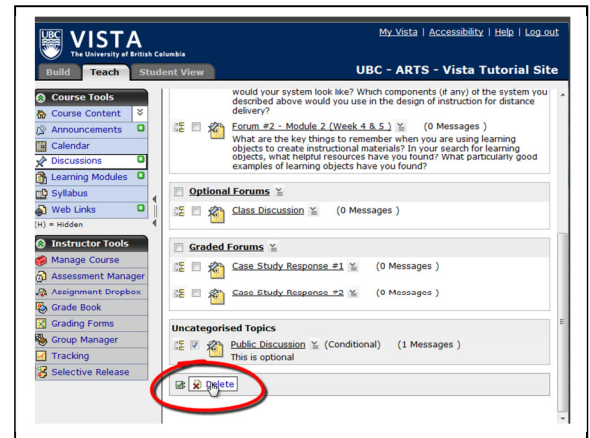 UBC
VISTA
The University of British Columbia
My Vista | Accessibility | Help | Log out
Build Teach Student View
UBC - ARTS - Vista Tutorial Site
Course Tools
Course Content
Announcements
Calendar
Discussions
Learning Modules
Syllabus
Web Links
(H) = Hidden
Instructor Tools
Manage Course
Assessment Manager
Assignment Dropbox
Grade Book
Grading Forms
Group Manager
Tracking
Selective Release
would your system look like? Which components (if any) of the system you
described above would you use in the design of instruction for distance
delivery?
Forum #2 - Module 2 (Week 4 & 5 ) (0 Messages )
What are the key things to remember when you are using learning
objects to create instructional materials? In your search for learning
objects, what helpful resources have you found? What particularly good
examples of learning objects have you found?
Optional Forums
Class Discussion (0 Messages )
Graded Forums
Case Study Response #1 (0 Messages )
Case Study Response #2 (0 Messages )
Uncategorised Topics
Public Discussion (Conditional) (1 Messages )
This is optional
Delete